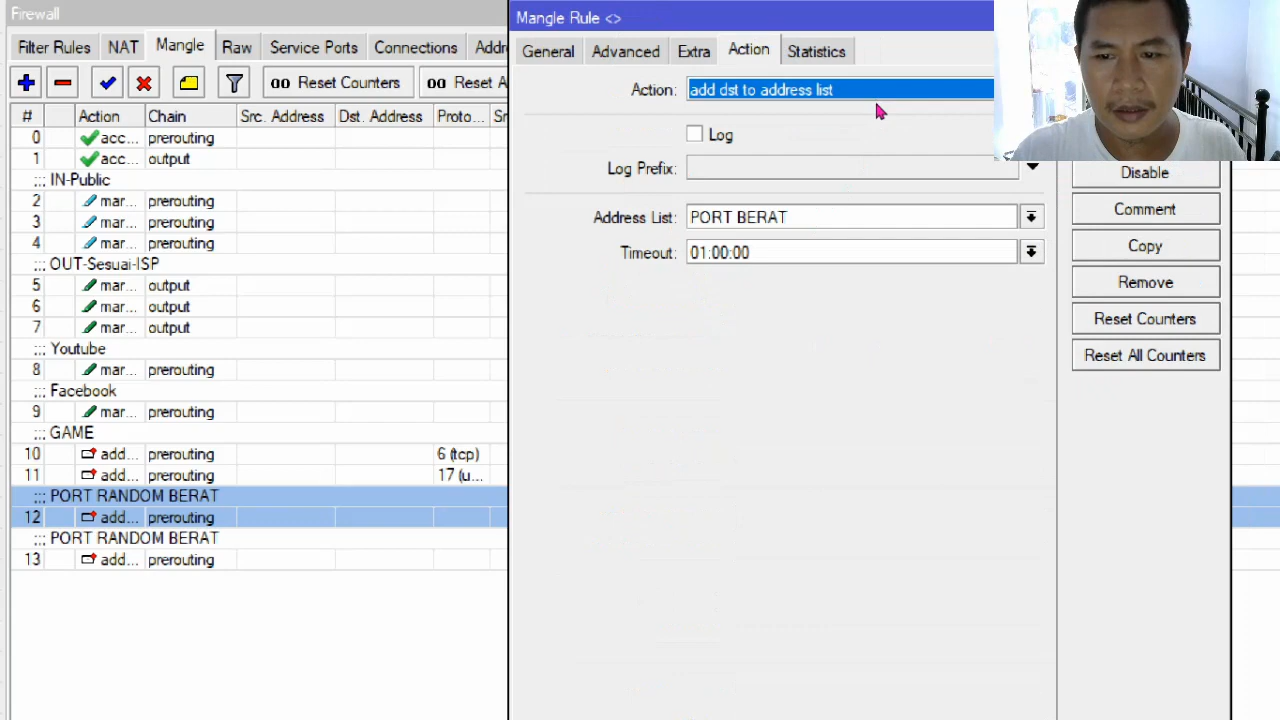 Firewall
Filter Rules NAT Mangle Raw Service Ports Connections
Reset Counters
#
Action Chain Src. Address Dst. Address Proto...
0 acc... prerouting
1 acc... output
;;; IN-Public
2 mar... prerouting
3 mar... prerouting
4 mar... prerouting
;;; OUT-Sesuai-ISP
5 mar... output
6 mar... output
7 mar... output
;;; Youtube
8 mar... prerouting
;;; Facebook
9 mar... prerouting
;;; GAME
10 add... prerouting 6 (tcp)
11 add... prerouting 17 (u...
;;; PORT RANDOM BERAT
12 add... prerouting
;;; PORT RANDOM BERAT
13 add... prerouting
Mangle Rule <>
General Advanced Extra Action Statistics
Action: add dst to address list
Log
Log Prefix:
Address List: PORT BERAT
Timeout: 01:00:00
Disable
Comment
Copy
Remove
Reset Counters
Reset All Counters